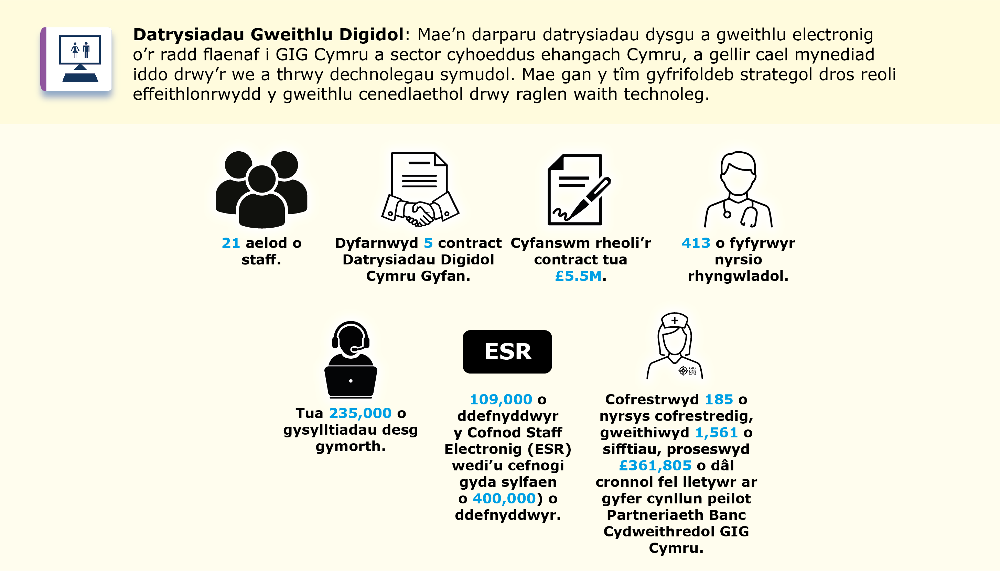 Datrysiadau Gweithlu Digidol: Mae’n darparu datrysiadau dysgu a gweithlu electronig
o’r radd flaenaf i GIG Cymru a sector cyhoeddus ehangach Cymru, a gellir cael mynediad
iddo drwy’r we a thrwy dechnolegau symudol. Mae gan y tîm gyfrifoldeb strategol dros reoli
effeithlonrwydd y gweithlu cenedlaethol drwy raglen waith technoleg.
21 aelod o
staff.
Dyfarnwyd 5 contract
Datrysiadau Digidol
Cymru Gyfan.
Cyfanswm rheoli’r
contract tua
£5.5M.
413 o fyfyrwyr
nyrsio
rhyngwladol.
Tua 235,000 o
gysylltiadau desg
gymorth.
ESR
109,000 o
ddefnyddwyr
y Cofnod Staff
Electronig (ESR)
wedi’u cefnogi
gyda sylfaen
o 400,000) o
ddefnyddwyr.
GIG
CYMRU
NHS
WALES
Cofrestrwyd 185 o
nyrsys cofrestredig,
gweithiwyd 1,561 o
sifftiau, proseswyd
£361,805 o dâl
cronnol fel lletywr ar
gyfer cynllun peilot
Partneriaeth Banc
Cydweithredol GIG
Cymru.